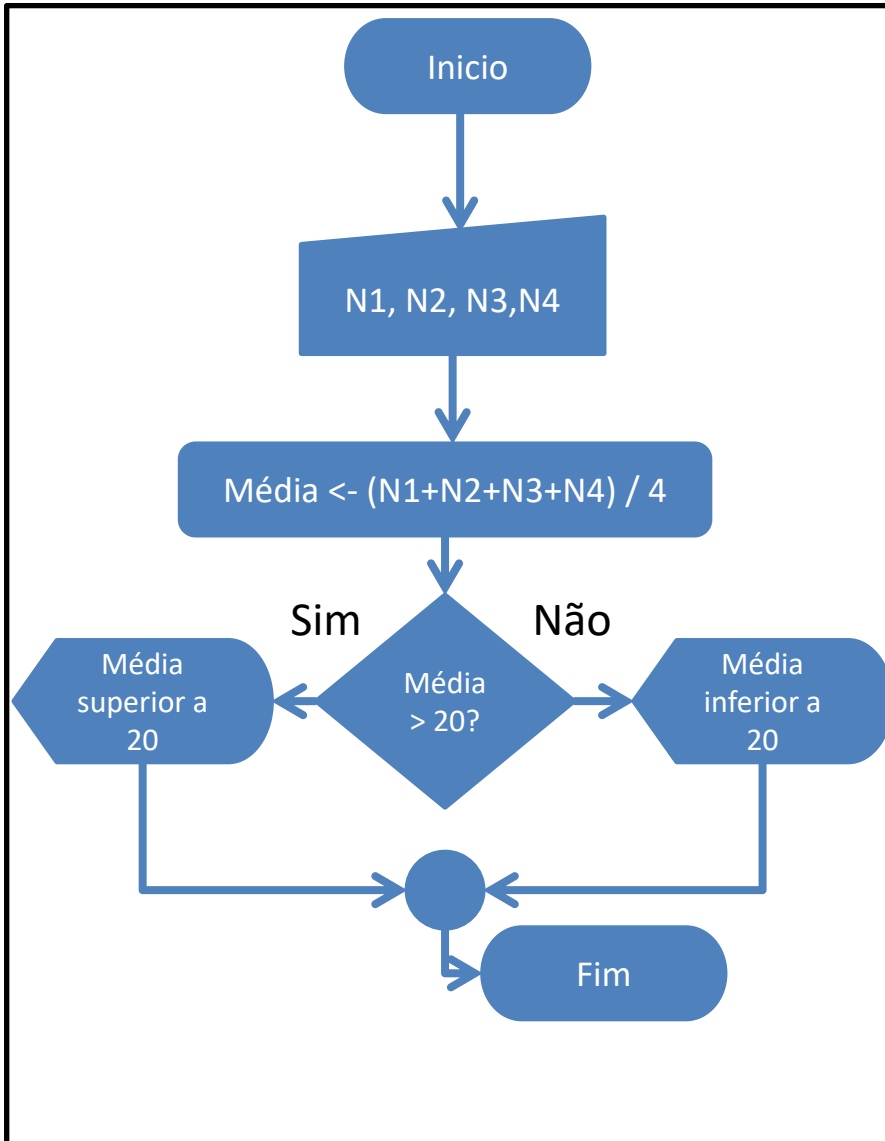 Inicio
N1, N2, N3,N4
Média <- (N1+N2+N3+N4) / 4
Sim
Não
Média
superior a
20
Média
> 20?
Média
inferior a
20
Fim